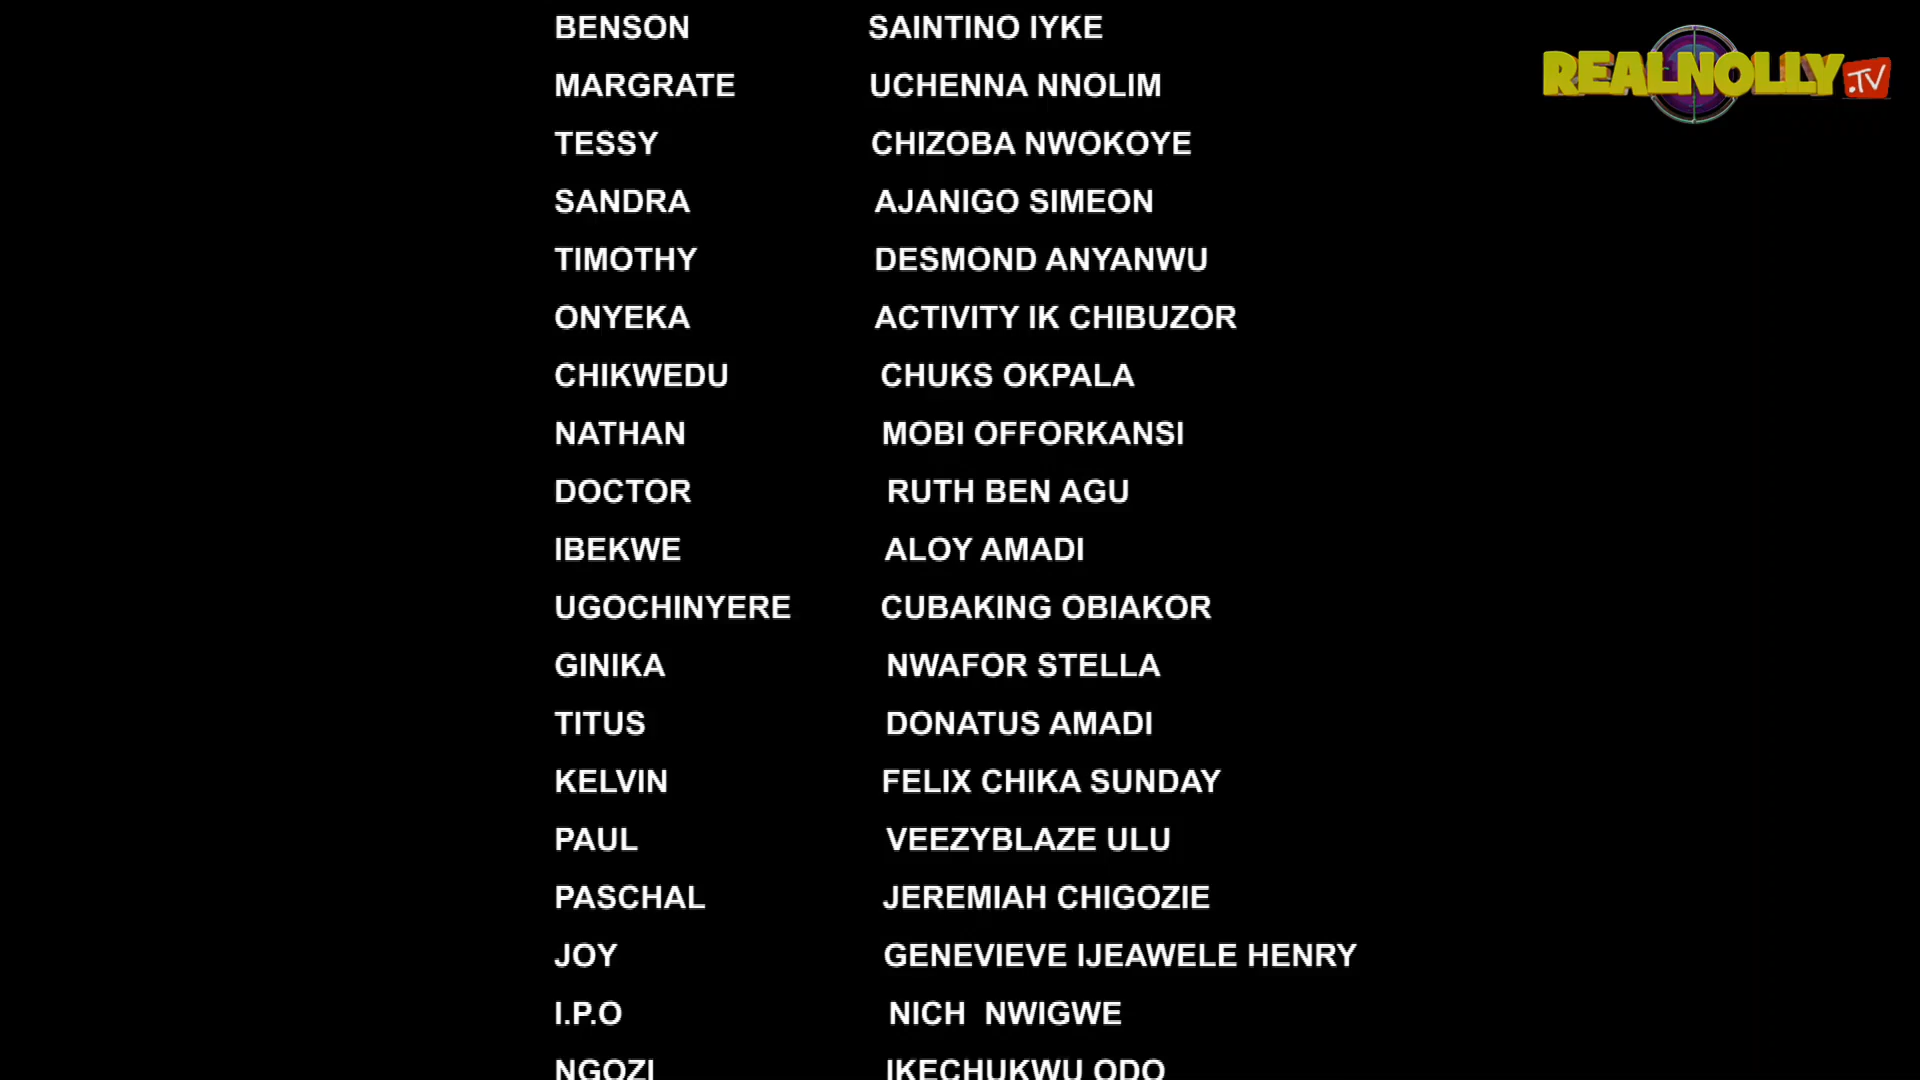 BENSON SAINTINO IYKE
REALNOLLY.TV
MARGRATE UCHENNA NNOLIM
TESSY CHIZOBA NWOKOYE
SANDRA AJANIGO SIMEON
TIMOTHY DESMOND ANYANWU
ONYEKA ACTIVITY IK CHIBUZOR
CHIKWEDU CHUKS OKPALA
NATHAN MOBI OFFORKANSI
DOCTOR RUTH BEN AGU
IBEKWE ALOY AMADI
UGOCHINYERE CUBAKING OBIAKOR
GINIKA NWAFOR STELLA
TITUS DONATUS AMADI
KELVIN FELIX CHIKA SUNDAY
PAUL VEEZYBLAZE ULU
PASCHAL JEREMIAH CHIGOZIE
JOY GENEVIEVE IJEAWELE HENRY
I.P.O NICH NWIGWE
NGOZI IKECHUKWU ODO